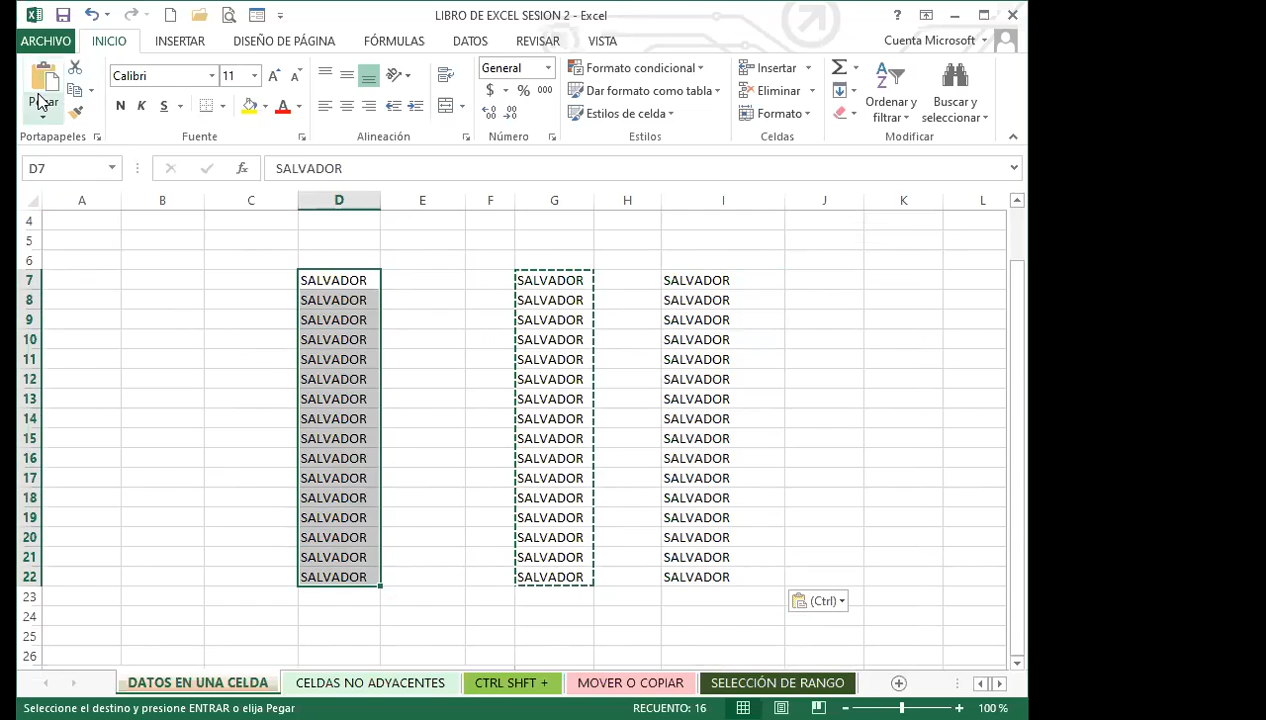 LIBRO DE EXCEL SESION 2 - Excel
ARCHIVO INICIO INSERTAR DISEÑO DE PÁGINA FÓRMULAS DATOS REVISAR VISTA Cuenta Microsoft
Pegar
Calibri 11
General
Formato condicional
Dar formato como tabla
Estilos de celda
Insertar
Eliminar
Formato
Ordenar y filtrar
Buscar y seleccionar
N K S
$ % 000
Portapapeles Fuente Alineación Número Estilos Celdas Modificar
D7 fx SALVADOR
A B C D E F G H I J K L
4
5
6
7 SALVADOR SALVADOR SALVADOR
8 SALVADOR SALVADOR SALVADOR
9 SALVADOR SALVADOR SALVADOR
10 SALVADOR SALVADOR SALVADOR
11 SALVADOR SALVADOR SALVADOR
12 SALVADOR SALVADOR SALVADOR
13 SALVADOR SALVADOR SALVADOR
14 SALVADOR SALVADOR SALVADOR
15 SALVADOR SALVADOR SALVADOR
16 SALVADOR SALVADOR SALVADOR
17 SALVADOR SALVADOR SALVADOR
18 SALVADOR SALVADOR SALVADOR
19 SALVADOR SALVADOR SALVADOR
20 SALVADOR SALVADOR SALVADOR
21 SALVADOR SALVADOR SALVADOR
22 SALVADOR SALVADOR SALVADOR
23
(Ctrl)
24
25
26
DATOS EN UNA CELDA CELDAS NO ADYACENTES CTRL SHFT + MOVER O COPIAR SELECCIÓN DE RANGO
Seleccione el destino y presione ENTRAR o elija Pegar RECUENTO: 16 100 %